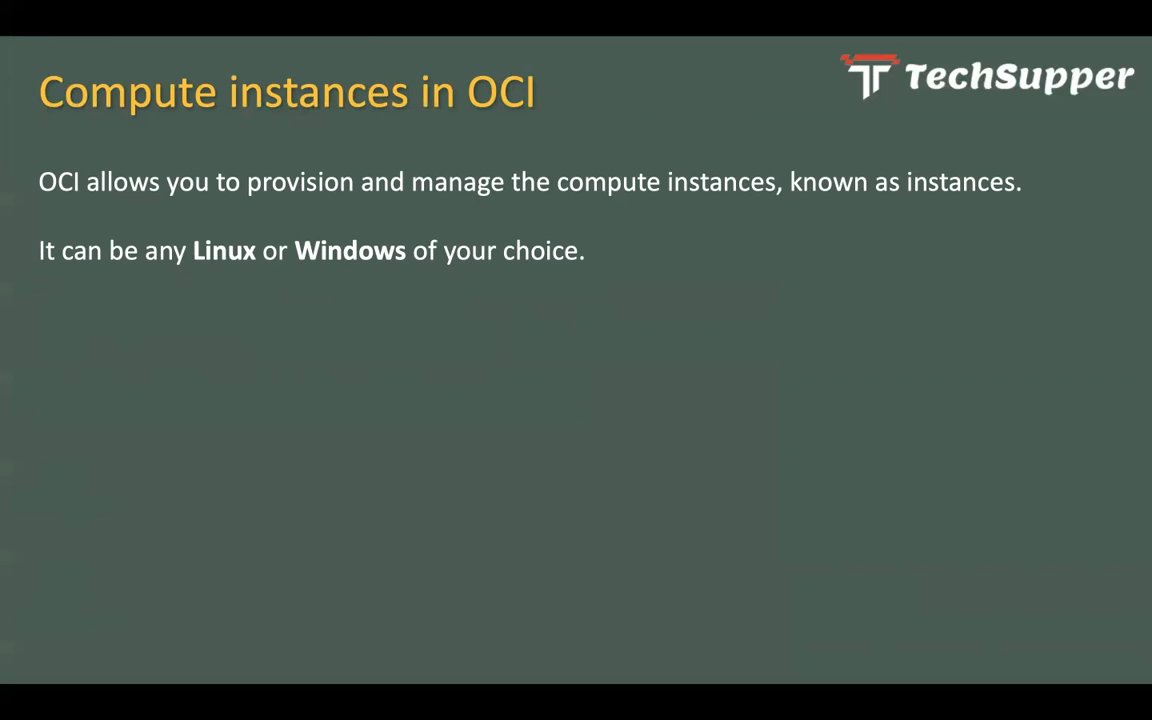 Compute instances in OCI
TechSupper
OCI allows you to provision and manage the compute instances, known as instances.
It can be any Linux or Windows of your choice.